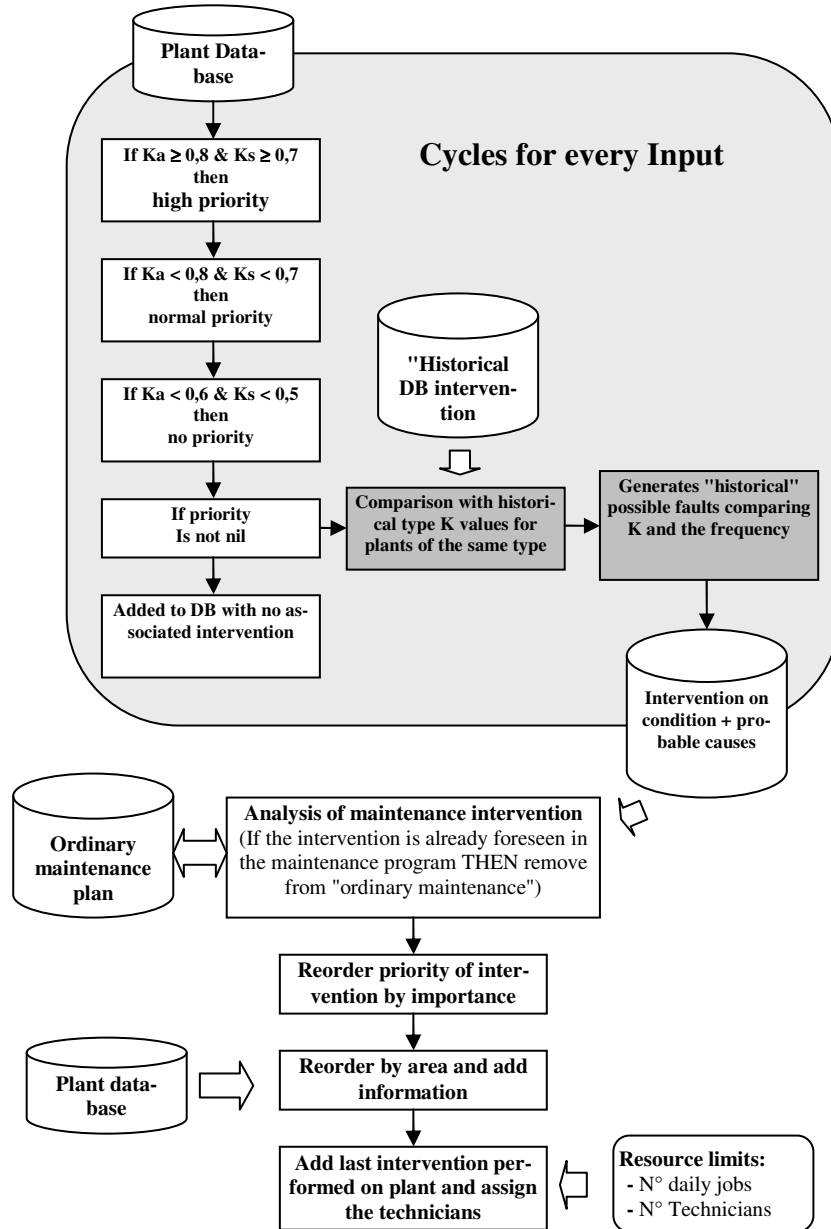 Plant Data-
base
Cycles for every Input
If Ka ≥ 0,8 & Ks ≥ 0,7
then
high priority
If Ka < 0,8 & Ks < 0,7
then
normal priority
"Historical
DB interven-
tion
If Ka < 0,6 & Ks < 0,5
then
no priority
If priority
Is not nil
Comparison with histor-
ical type K values for
plants of the same type
Generates "historical"
possible faults comparing
K and the frequency
Added to DB with no as-
sociated intervention
Intervention on
condition + pro-
bable causes
Ordinary
maintenance
plan
Analysis of maintenance intervention
(If the intervention is already foreseen in
the maintenance program THEN remove
from "ordinary maintenance")
Reorder priority of inter-
vention by importance
Plant data-
base
Reorder by area and add
information
Add last intervention per-
formed on plant and assign
the technicians
Resource limits:
- N° daily jobs
- N° Technicians